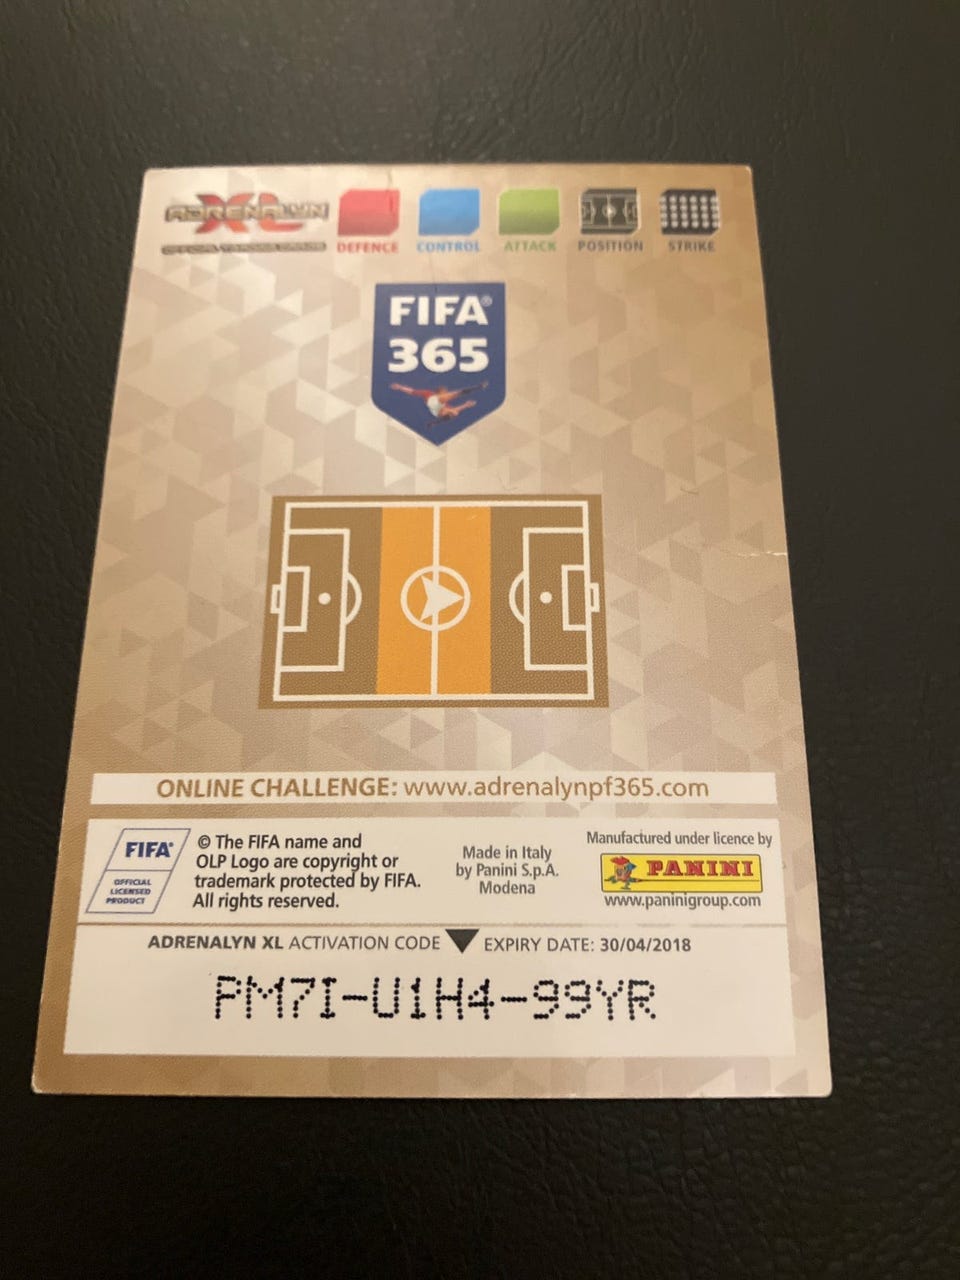 ADRENALYN XL
OFFICIAL TRADING CARDS
DEFENCE CONTROL ATTACK POSITION STRIKE
FIFA®
365
ONLINE CHALLENGE: www.adrenalynpf365.com
FIFA®
OFFICIAL
LICENSED
PRODUCT
© The FIFA name and
OLP Logo are copyright or
trademark protected by FIFA.
All rights reserved.
Made in Italy
by Panini S.p.A.
Modena
Manufactured under licence by
PANINI
www.paninigroup.com
ADRENALYN XL ACTIVATION CODE EXPIRY DATE: 30/04/2018
PM7I-U1H4-99YR